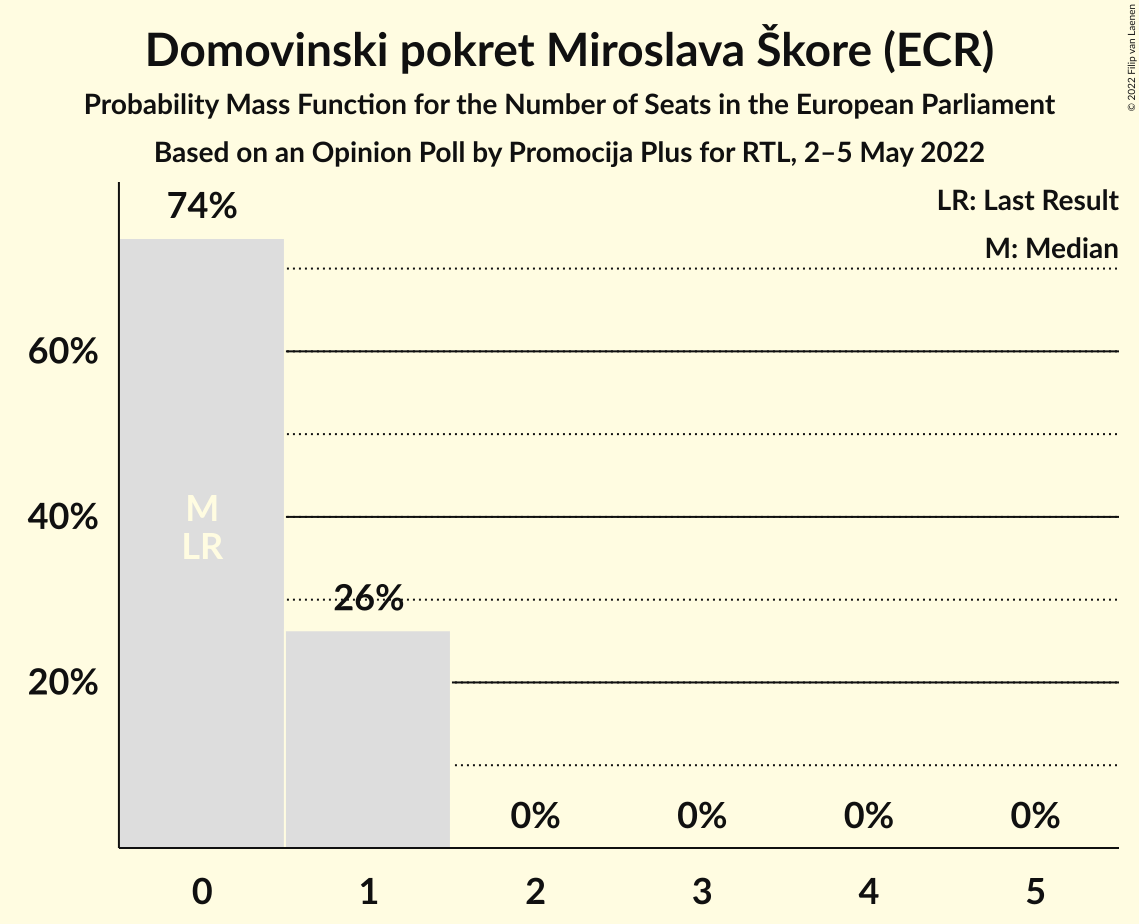 Domovinski pokret Miroslava Škore (ECR)
Probability Mass Function for the Number of Seats in the European Parliament
Based on an Opinion Poll by Promocija Plus for RTL, 2–5 May 2022
© 2022 Filip van Laenen
LR: Last Result
M: Median
74%
60%
40%
20%
M
LR
26%
0% 0% 0% 0%
0 1 2 3 4 5